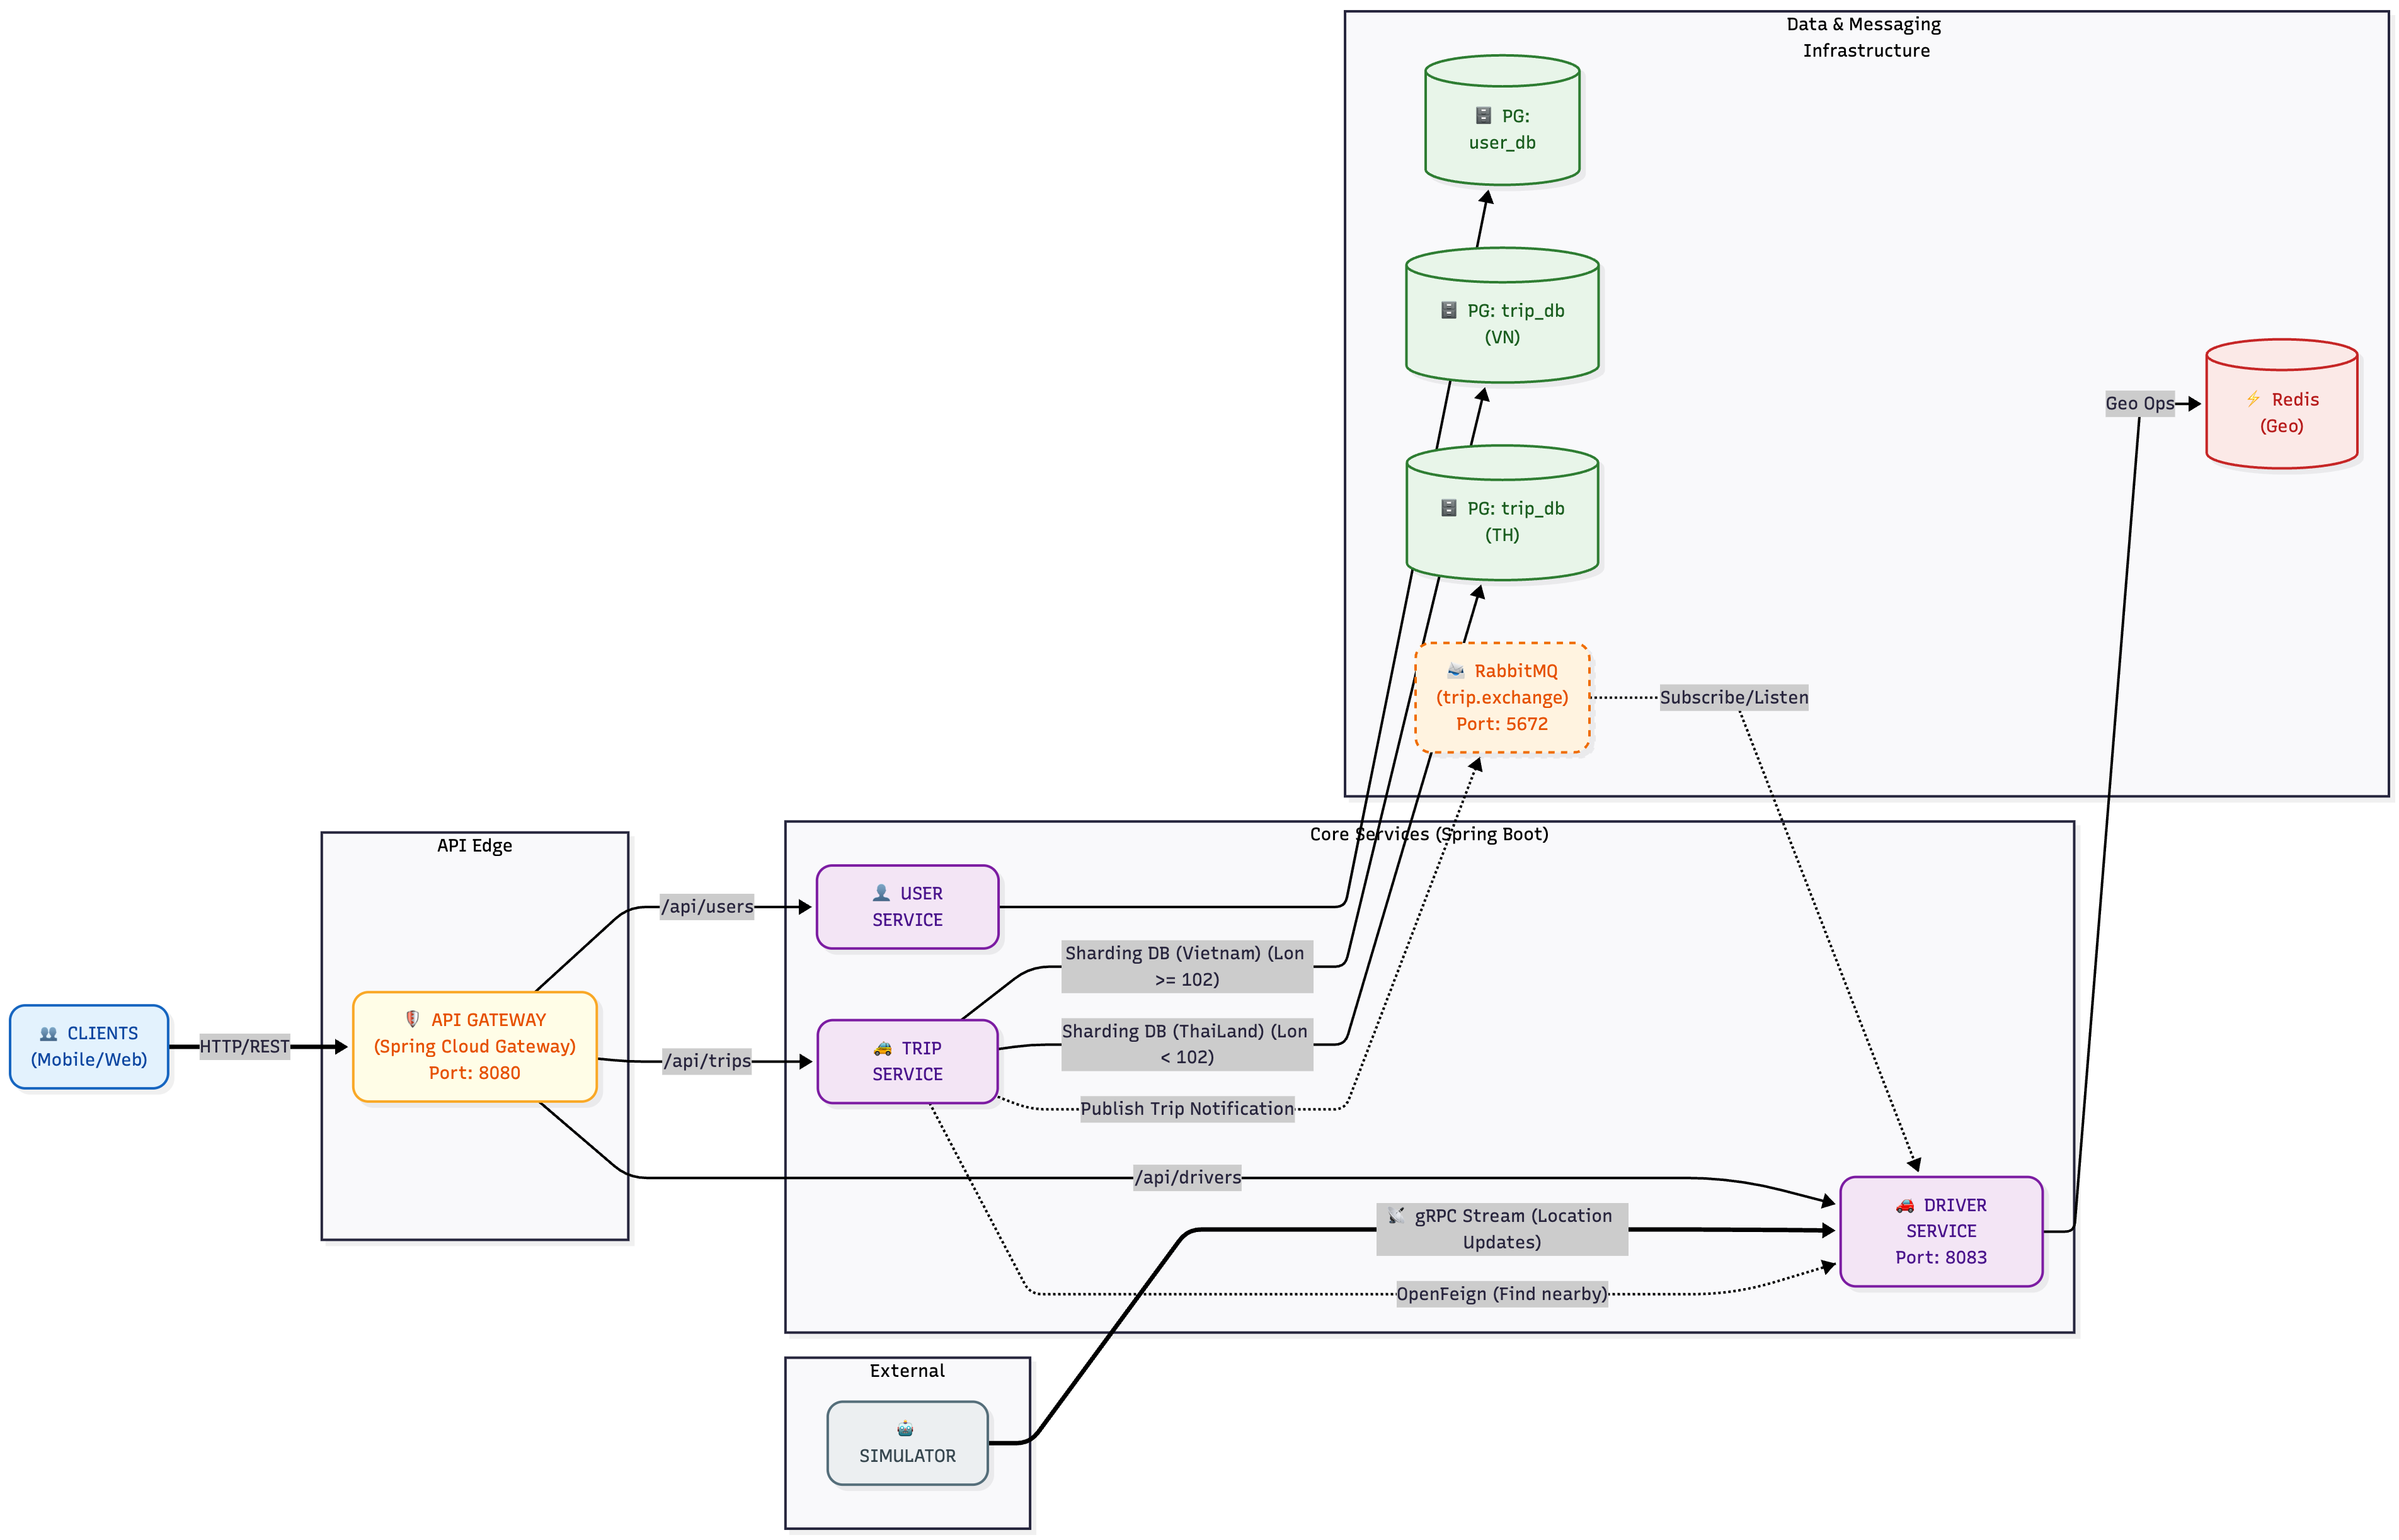 Data & Messaging
Infrastructure
PG:
user_db
PG: trip_db
(VN)
PG: trip_db
(TH)
RabbitMQ
(trip.exchange)
Port: 5672
Subscribe/Listen
Geo Ops
Redis
(Geo)
API Edge
CLIENTS
(Mobile/Web)
HTTP/REST
API GATEWAY
(Spring Cloud Gateway)
Port: 8080
/api/users
/api/trips
/api/drivers
Core Services (Spring Boot)
USER
SERVICE
TRIP
SERVICE
Sharding DB (Vietnam) (Lon
>= 102)
Sharding DB (ThaiLand) (Lon
< 102)
Publish Trip Notification
gRPC Stream (Location
Updates)
OpenFeign (Find nearby)
DRIVER
SERVICE
Port: 8083
External
SIMULATOR